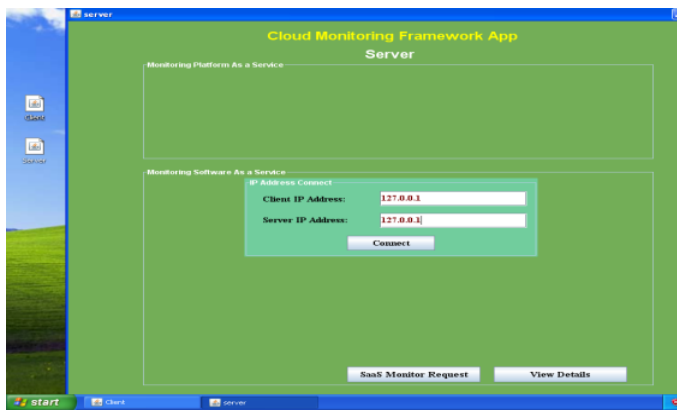 server
Cloud Monitoring Framework App
Server
Monitoring Platform As a Service
Client
Server
Monitoring Software As a Service
IP Address Connect
Client IP Address: 127.0.0.1
Server IP Address: 127.0.0.1
Connect
SaaS Monitor Request View Details
start Client server